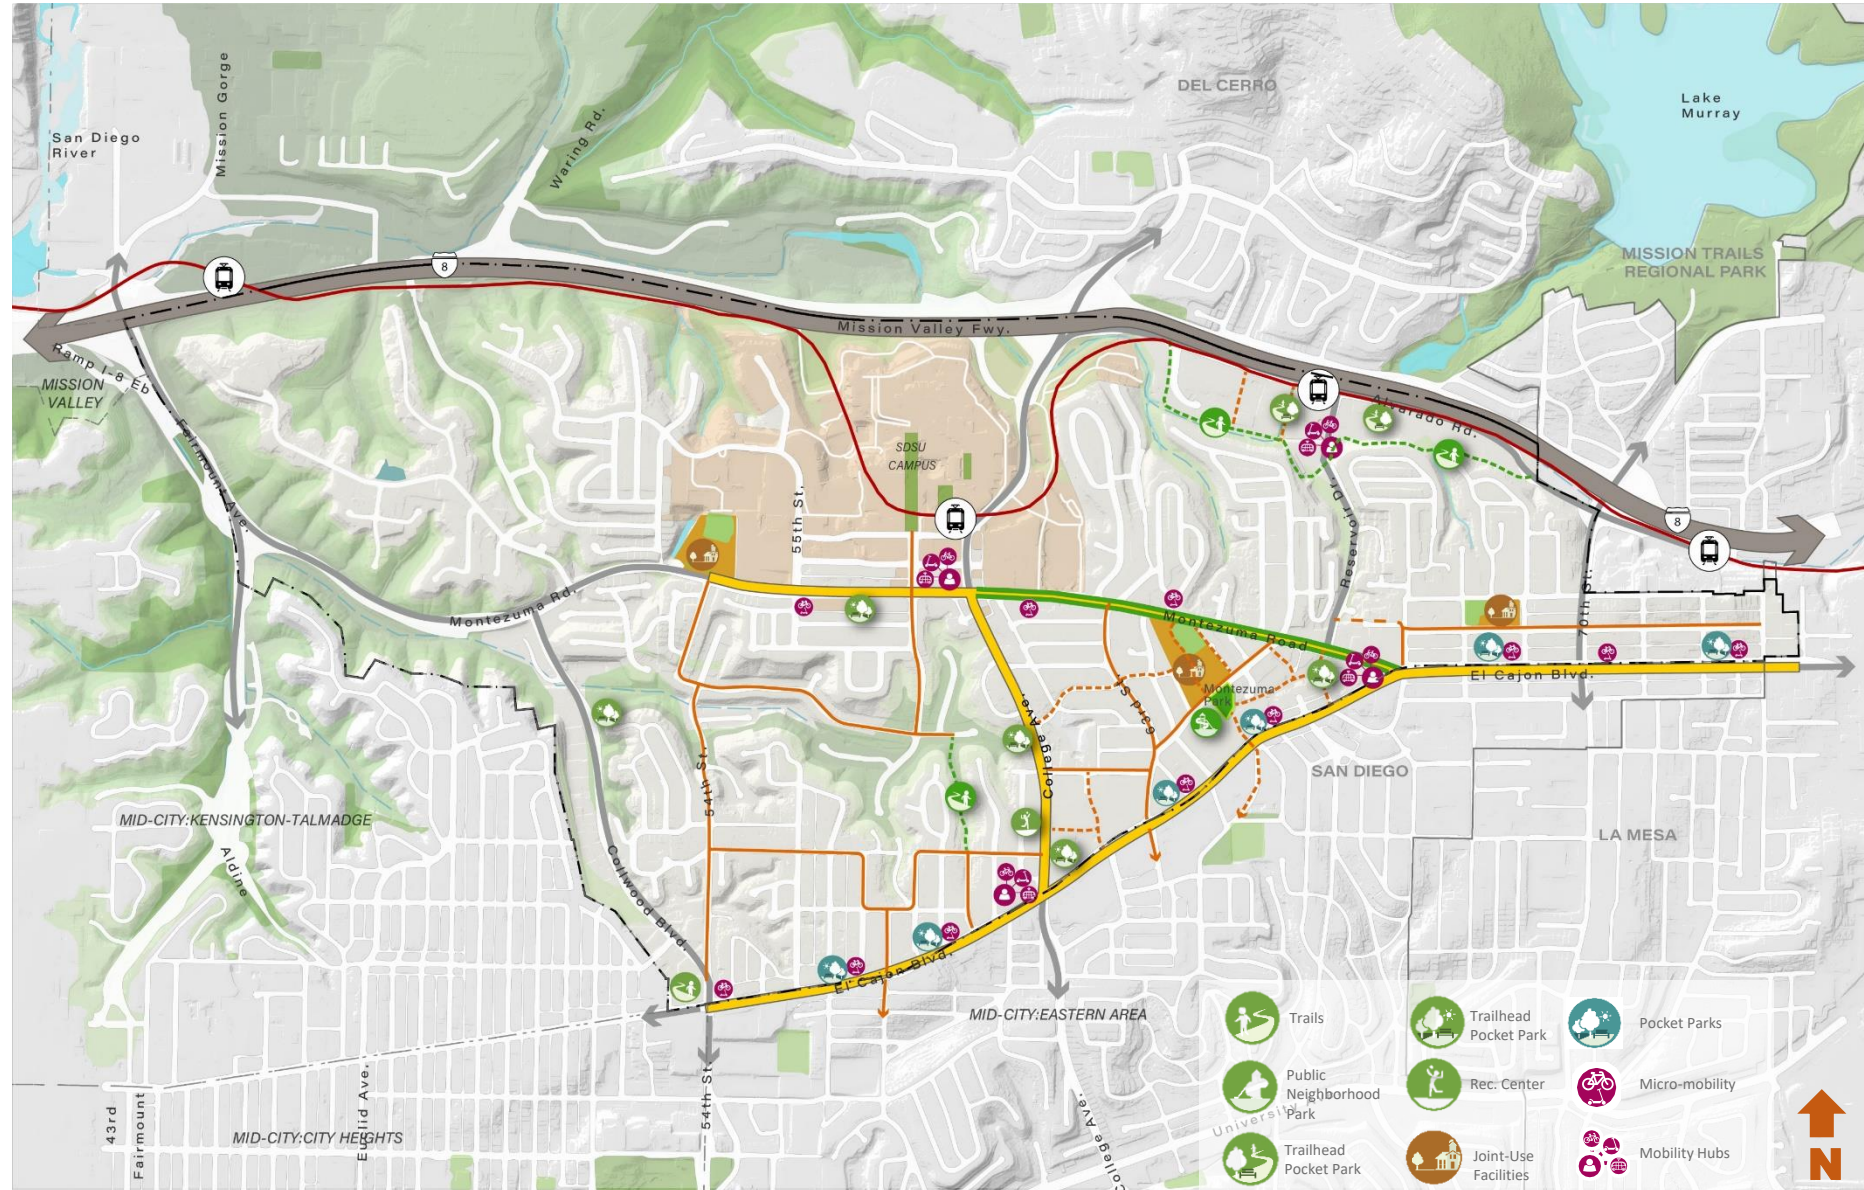 DEL CERRO
Lake
Murray
San Diego
River
Mission Gorge
Waring Rd.
MISSION TRAILS
REGIONAL PARK
8
Mission Valley Fwy.
Ramp I-8 Eb
MISSION
VALLEY
Fairmount Ave.
Alvarado Rd.
SDSU
CAMPUS
55th St.
Reservoir Dr.
8
70th St.
Montezuma Rd.
Montezuma Road
El Cajon Blvd.
Montezuma
Park
63rd St.
College Ave.
54th St.
SAN DIEGO
LA MESA
MID-CITY:KENSINGTON-TALMADGE
Aldine
Collwood Blvd.
El Cajon Blvd.
MID-CITY:EASTERN AREA
43rd
Fairmount
Euclid Ave.
MID-CITY:CITY HEIGHTS
54th St.
College Ave.
College Ave.
University
Trails
Trailhead
Pocket Park
Pocket Parks
Public
Neighborhood
Park
Rec. Center
Micro-mobility
Trailhead
Pocket Park
Joint-Use
Facilities
Mobility Hubs
N